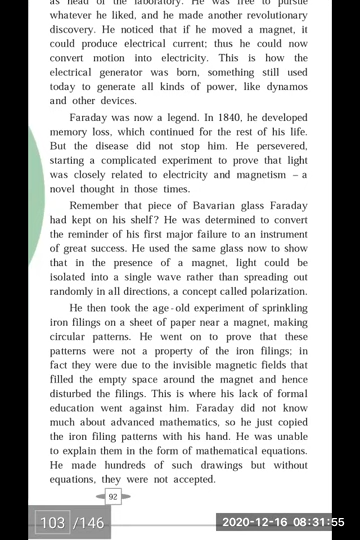 as head of the laboratory. He was free to pursue
whatever he liked, and he made another revolutionary
discovery. He noticed that if he moved a magnet, it
could produce electrical current; thus he could now
convert motion into electricity. This is how the
electrical generator was born, something still used
today to generate all kinds of power, like dynamos
and other devices.
Faraday was now a legend. In 1840, he developed
memory loss, which continued for the rest of his life.
But the disease did not stop him. He persevered,
starting a complicated experiment to prove that light
was closely related to electricity and magnetism – a
novel thought in those times.
Remember that piece of Bavarian glass Faraday
had kept on his shelf? He was determined to convert
the reminder of his first major failure to an instrument
of great success. He used the same glass now to show
that in the presence of a magnet, light could be
isolated into a single wave rather than spreading out
randomly in all directions, a concept called polarization.
He then took the age-old experiment of sprinkling
iron filings on a sheet of paper near a magnet, making
circular patterns. He went on to prove that these
patterns were not a property of the iron filings; in
fact they were due to the invisible magnetic fields that
filled the empty space around the magnet and hence
disturbed the filings. This is where his lack of formal
education went against him. Faraday did not know
much about advanced mathematics, so he just copied
the iron filing patterns with his hand. He was unable
to explain them in the form of mathematical equations.
He made hundreds of such drawings but without
equations, they were not accepted.
92
103 /146
2020-12-16 08:31:55